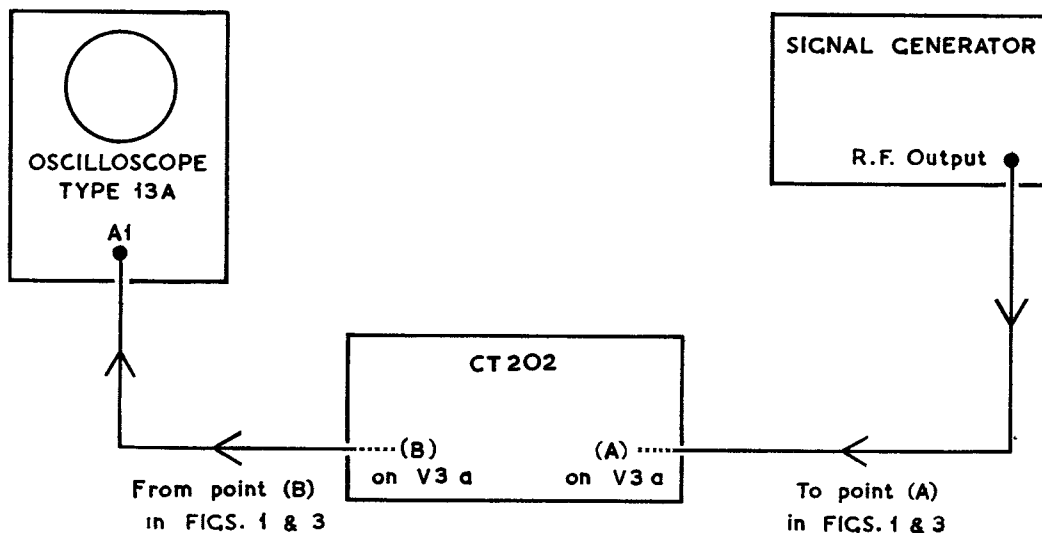 OSCILLOSCOPE
TYPE 13A
A1
SIGNAL GENERATOR
R.F. Output
CT202
(B)
on V3 a
(A)
on V3 a
From point (B)
in FIGS. 1 & 3
To point (A)
in FIGS. 1 & 3